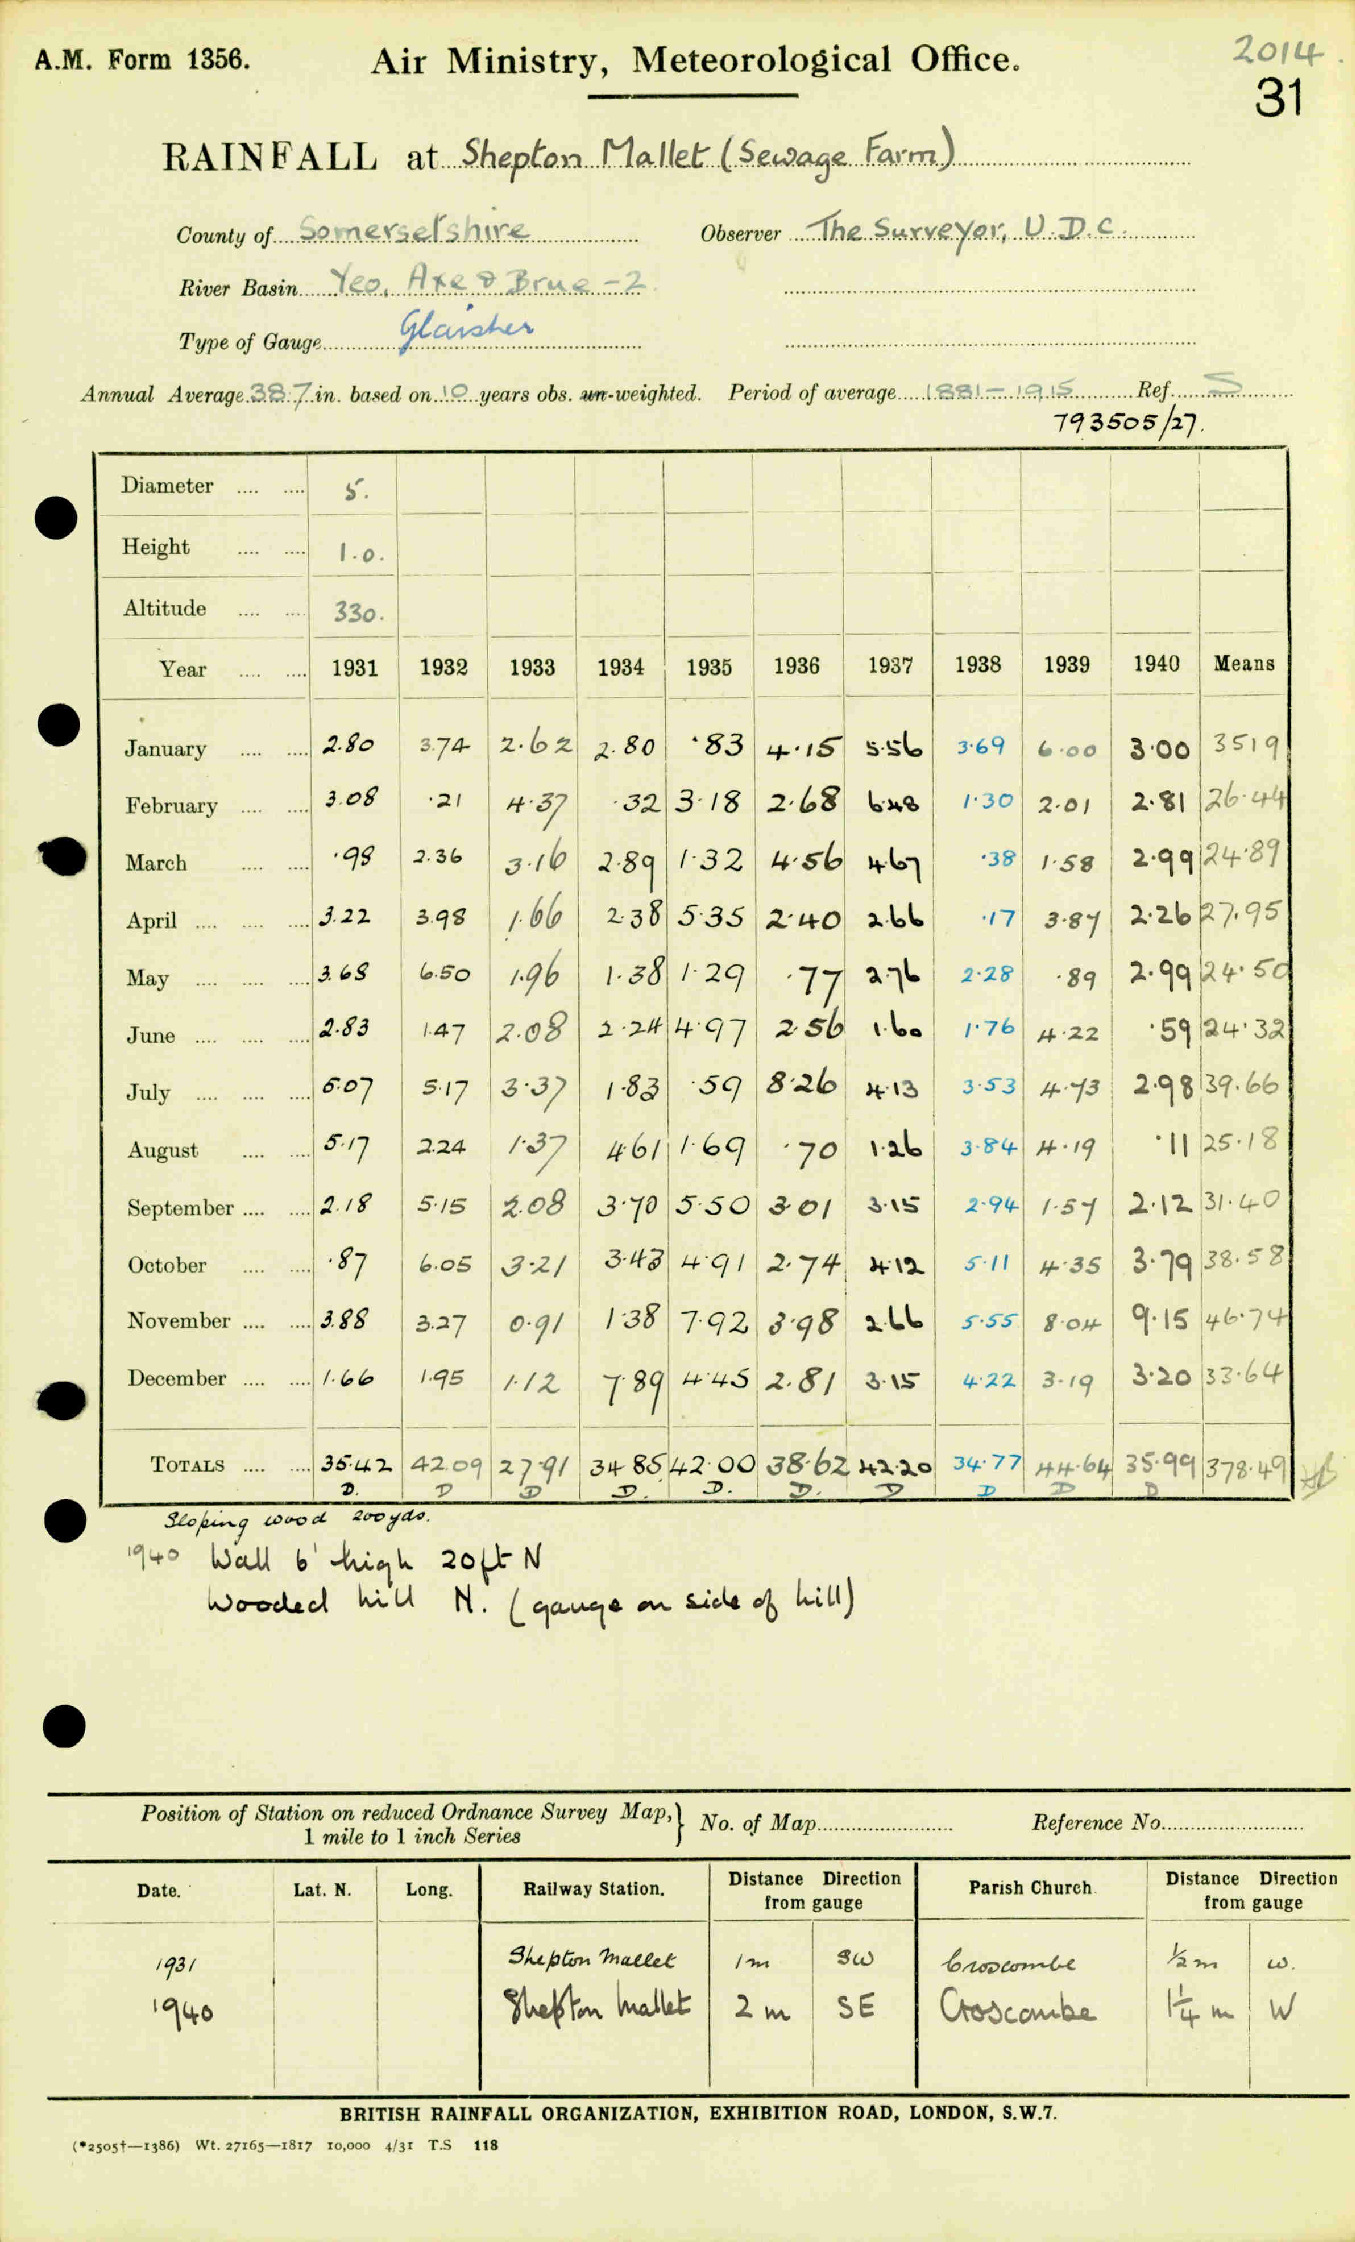 A.M. Form 1356. Air Ministry, Meteorological Office. 2014.
31
RAINFALL at Shepton Mallet (Sewage Farm)
County of Somersetshire Observer The Surveyor, U.D.C.
River Basin Yeo, Axe & Brue -2
Type of Gauge Glaisher
Annual Average 38.7 in. based on 10 years obs. un-weighted. Period of average 1881-1915 Ref. S
793505/27.
Diameter .... .... 5.
Height .... .... 1.0.
Altitude .... .... 330.
Year .... .... 1931 1932 1933 1934 1935 1936 1937 1938 1939 1940 Means
January .... .... 2.80 3.74 2.62 2.80 .83 4.15 5.56 3.69 6.00 3.00 35 19
February .... .... 3.08 .21 4.37 .32 3.18 2.68 6.48 1.30 2.01 2.81 26.44
March .... .... .98 2.36 3.16 2.89 1.32 4.56 4.67 .38 1.58 2.99 24.89
April .... .... .... 3.22 3.98 1.66 2.38 5.35 2.40 2.66 .17 3.87 2.26 27.95
May .... .... .... 3.68 6.50 1.96 1.38 1.29 .77 2.76 2.28 .89 2.99 24.50
June .... .... .... 2.83 1.47 2.08 2.24 4.97 2.56 1.60 1.76 4.22 .59 24.32
July .... .... .... 5.07 5.17 3.37 1.83 .59 8.26 4.13 3.53 4.73 2.98 39.66
August .... .... 5.17 2.24 1.37 4.61 1.69 .70 1.26 3.84 4.19 .11 25.18
September .... .... 2.18 5.15 2.08 3.70 5.50 3.01 3.15 2.94 1.57 2.12 31.40
October .... .... .87 6.05 3.21 3.43 4.91 2.74 4.12 5.11 4.35 3.79 38.58
November .... .... 3.88 3.27 0.91 1.38 7.92 3.98 2.66 5.55 8.04 9.15 46.74
December .... .... 1.66 1.95 1.12 7.89 4.45 2.81 3.15 4.22 3.19 3.20 33.64
TOTALS .... .... 35.42 42.09 27.91 34.85 42.00 38.62 42.20 34.77 44.64 35.99 378.49
D. D D D. D. D. D D D D
Sloping wood 200yds.
1940 Wall 6' high 20ft N
Wooded hill N. (gauge on side of hill)
Position of Station on reduced Ordnance Survey Map, } No. of Map Reference No.
1 mile to 1 inch Series
Date. Lat. N. Long. Railway Station. Distance Direction from gauge Parish Church Distance Direction from gauge
1931 Shepton Mallet 1m SW Croscombe ½ m W.
1940 Shepton Mallet 2 m SE Croscombe 1¼ m W
BRITISH RAINFALL ORGANIZATION, EXHIBITION ROAD, LONDON, S.W.7.
(*2505†—1386) Wt. 27165—1817 10,000 4/31 T.S 118